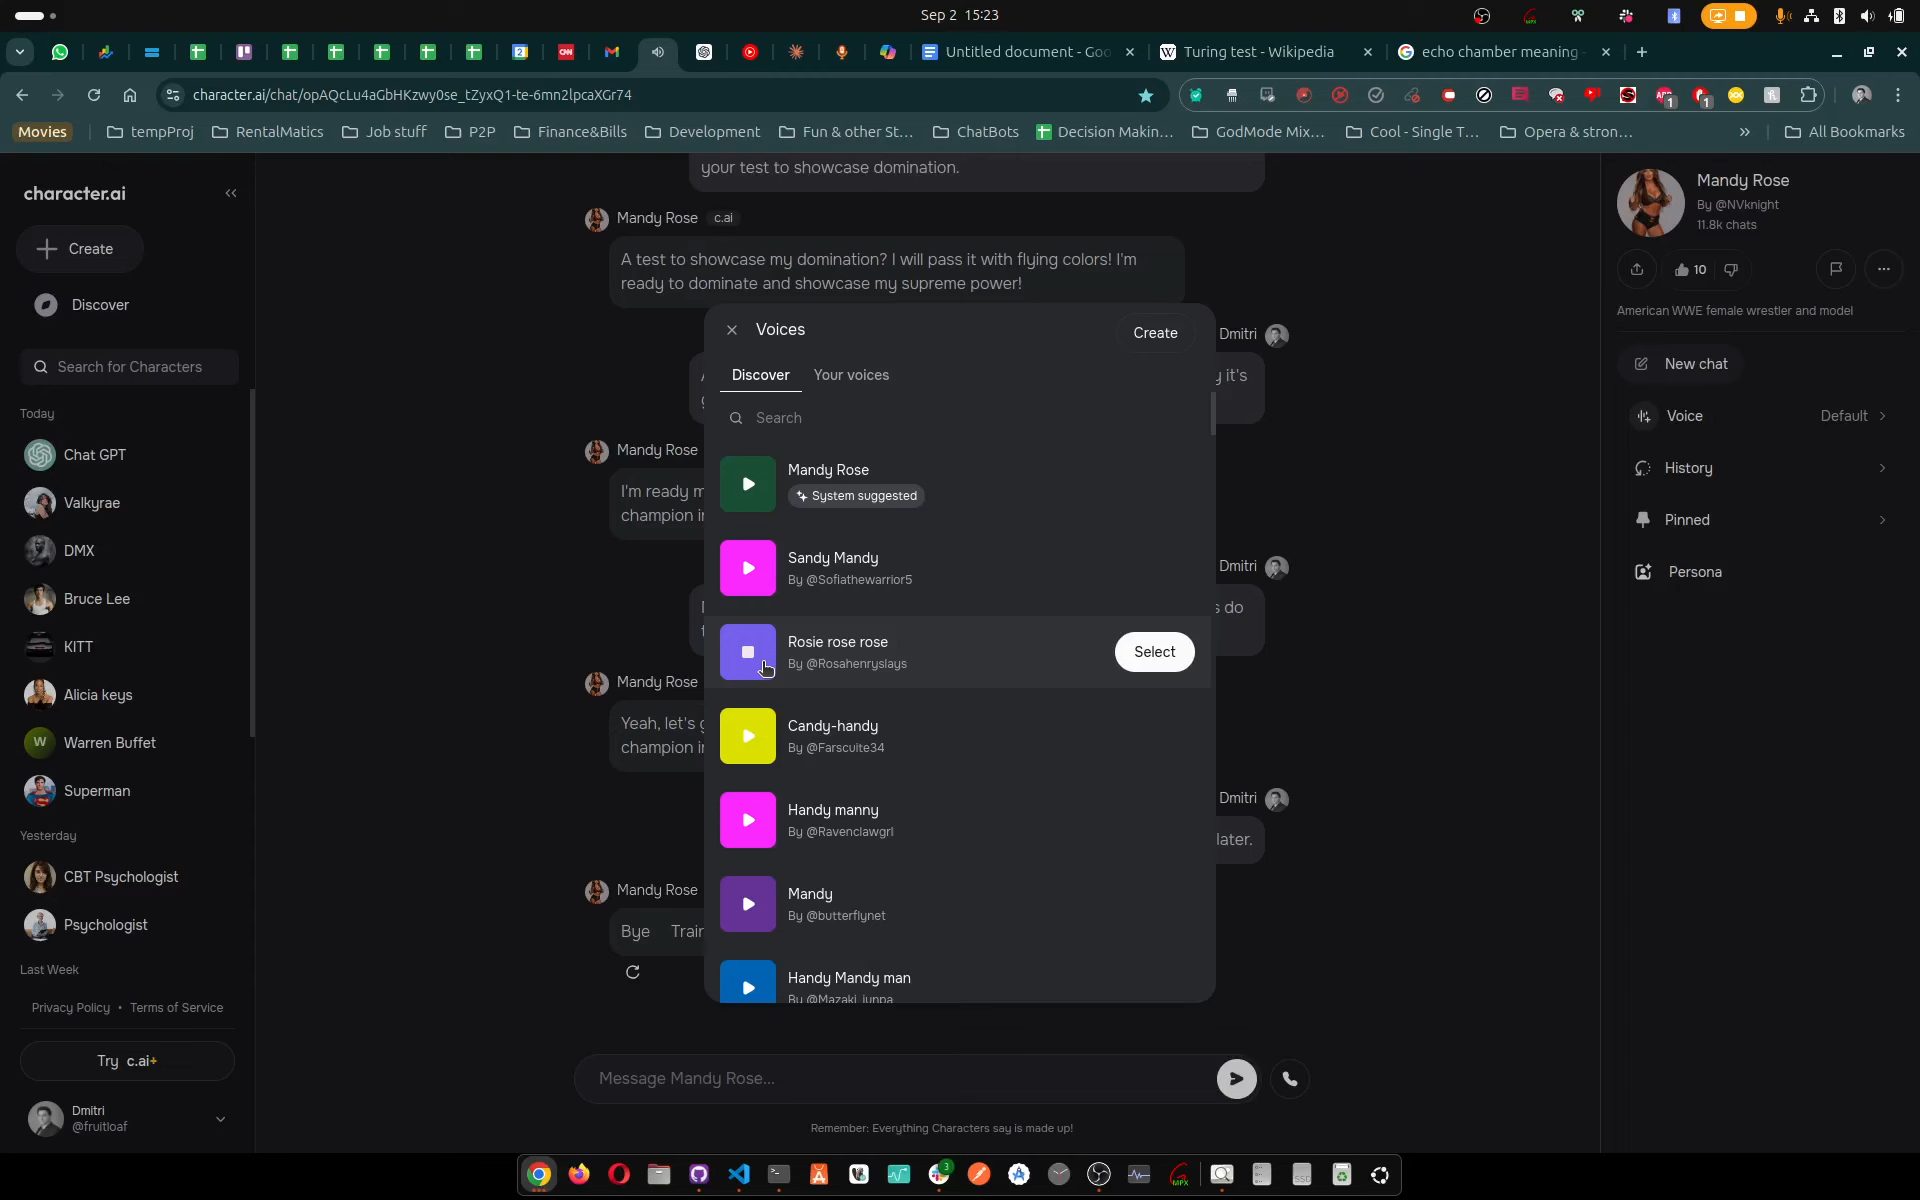 Sep 2 15:23
Untitled document - Goo
Turing test - Wikipedia
echo chamber meaning -
character.ai/chat/opAQcLu4aGbHKzwy0se_tZyxQ1-te-6mn2lpcaXGr74
Movies
tempProj
RentalMatics
Job stuff
P2P
Finance&Bills
Development
Fun & other St...
ChatBots
Decision Makin...
GodMode Mix...
Cool - Single T...
Opera & stron...
All Bookmarks
character.ai
Create
Discover
Search for Characters
Today
Chat GPT
Valkyrae
DMX
Bruce Lee
KITT
Alicia keys
Warren Buffet
Superman
Yesterday
CBT Psychologist
Psychologist
Last Week
Privacy Policy • Terms of Service
Try c.ai+
Dmitri
@fruitloaf
your test to showcase domination.
Mandy Rose c.ai
A test to showcase my domination? I will pass it with flying colors! I'm
ready to dominate and showcase my supreme power!
Dmitri
y it's
Mandy Rose
I'm ready m
champion in
Dmitri
s do
Mandy Rose
Yeah, let's g
champion in
Dmitri
later.
Mandy Rose
Bye Train
Voices
Create
Discover
Your voices
Search
Mandy Rose
System suggested
Sandy Mandy
By @Sofiathewarrior5
Rosie rose rose
By @Rosahenryslays
Select
Candy-handy
By @Farscuite34
Handy manny
By @Ravenclawgrl
Mandy
By @butterflynet
Handy Mandy man
By @Mazaki_junpa
Message Mandy Rose...
Remember: Everything Characters say is made up!
Mandy Rose
By @NVknight
11.8k chats
10
American WWE female wrestler and model
New chat
Voice
Default
History
Pinned
Persona